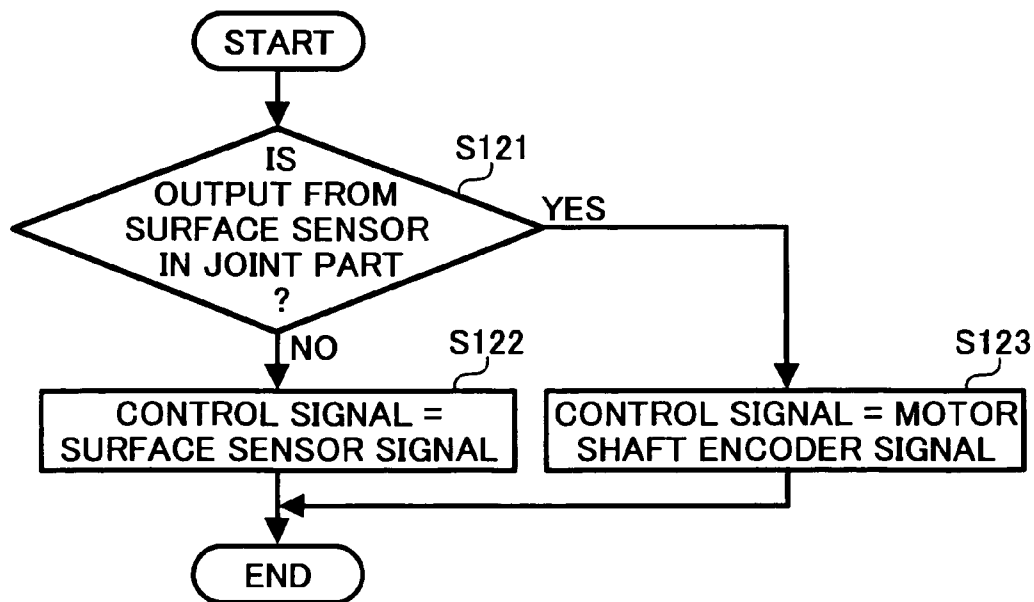 START
S121
IS
OUTPUT FROM
SURFACE SENSOR
IN JOINT PART
?
YES
NO
S122
CONTROL SIGNAL =
SURFACE SENSOR SIGNAL
S123
CONTROL SIGNAL = MOTOR
SHAFT ENCODER SIGNAL
END